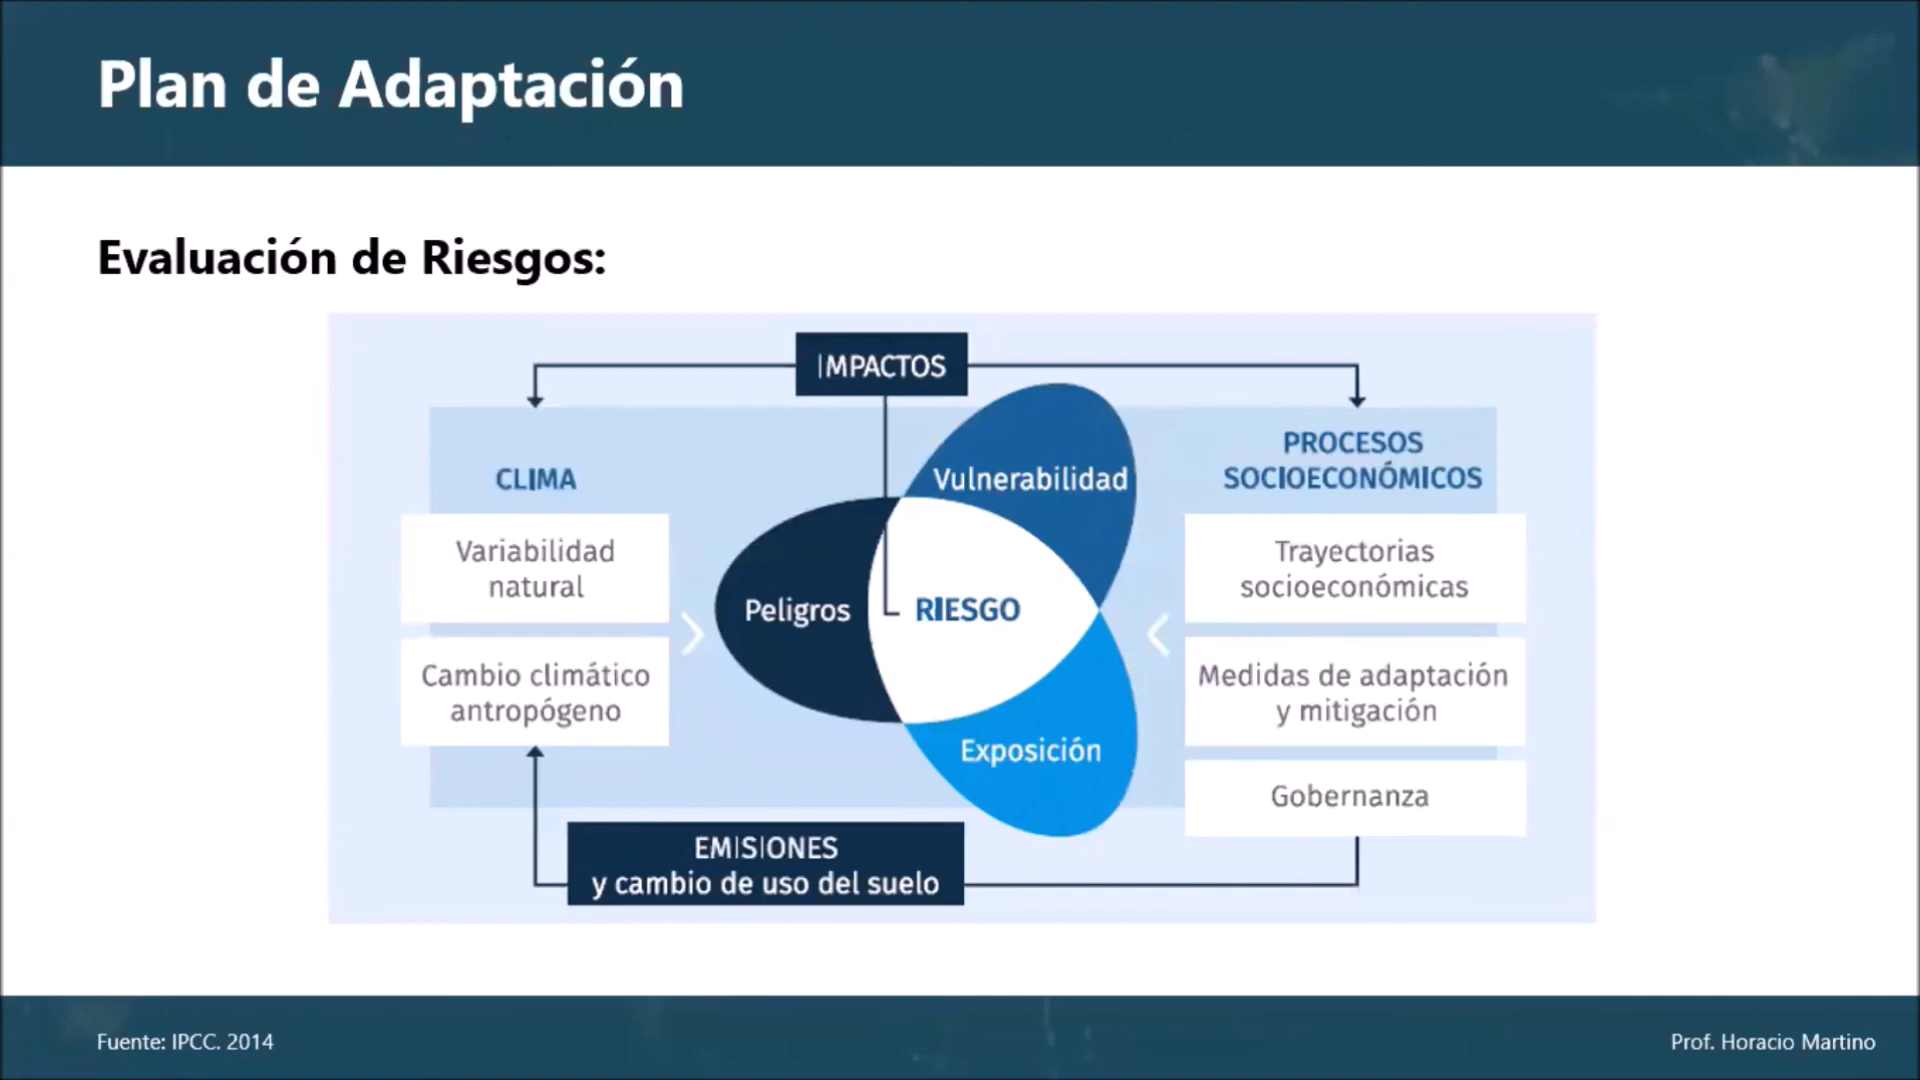 Plan de Adaptación
Evaluación de Riesgos:
IMPACTOS
CLIMA
Variabilidad
natural
Cambio climático
antropógeno
Vulnerabilidad
Peligros
RIESGO
Exposición
PROCESOS
SOCIOECONÓMICOS
Trayectorias
socioeconómicas
Medidas de adaptación
y mitigación
Gobernanza
EMISIONES
y cambio de uso del suelo
Fuente: IPCC. 2014
Prof. Horacio Martino